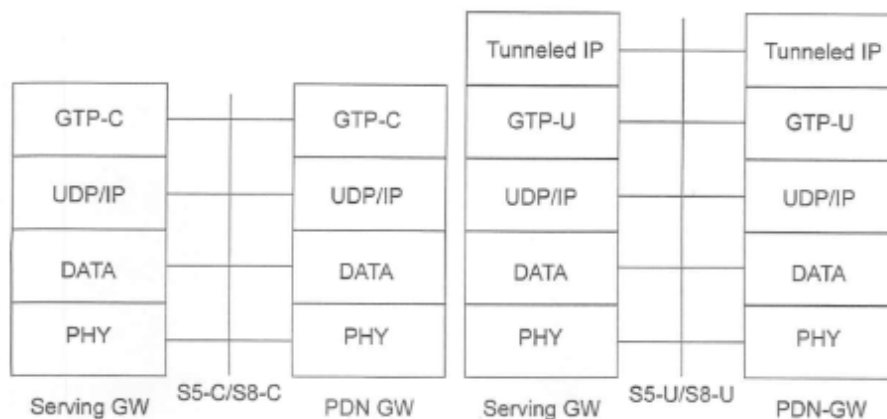 Tunneled IP Tunneled IP
GTP-C GTP-C GTP-U GTP-U
UDP/IP UDP/IP UDP/IP UDP/IP
DATA DATA DATA DATA
PHY PHY PHY PHY
Serving GW S5-C/S8-C PDN GW Serving GW S5-U/S8-U PDN-GW